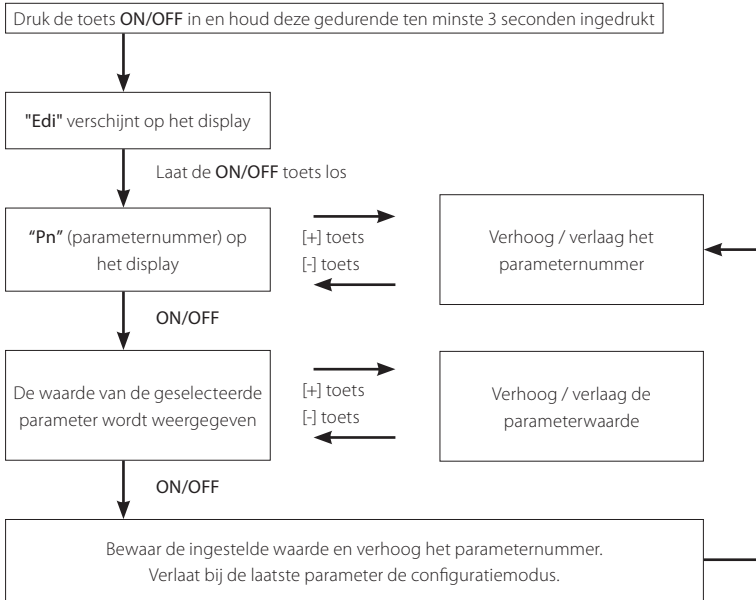 Druk de toets ON/OFF in en houd deze gedurende ten minste 3 seconden ingedrukt
"Edi" verschijnt op het display
Laat de ON/OFF toets los
“Pn” (parameternummer) op
het display
[+] toets
[-] toets
Verhoog / verlaag het
parameternummer
ON/OFF
De waarde van de geselecteerde
parameter wordt weergegeven
[+] toets
[-] toets
Verhoog / verlaag de
parameterwaarde
ON/OFF
Bewaar de ingestelde waarde en verhoog het parameternummer.
Verlaat bij de laatste parameter de configuratiemodus.